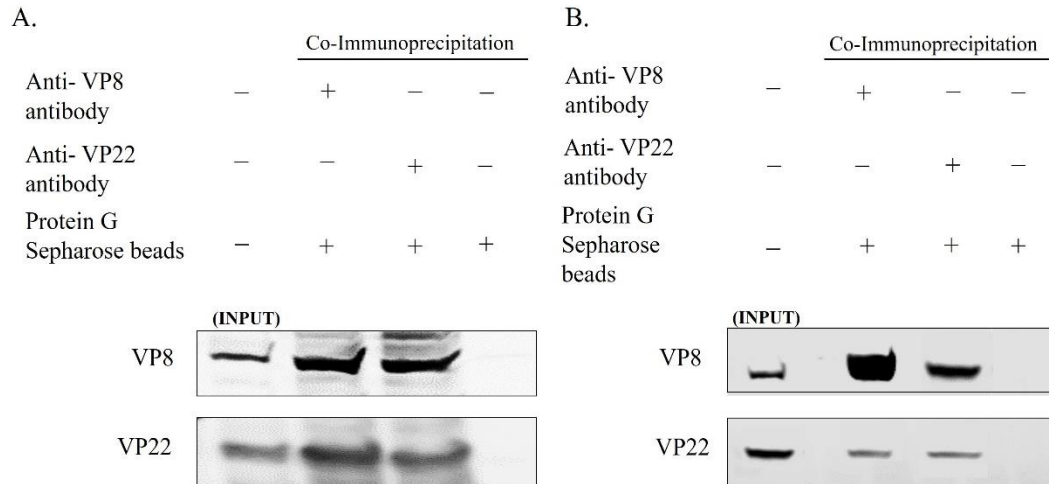 A.
Co-Immunoprecipitation
Anti- VP8
antibody
– + – –
Anti- VP22
antibody
– – + –
Protein G
Sepharose beads
– + + +
(INPUT)
VP8
VP22
B.
Co-Immunoprecipitation
Anti- VP8
antibody
– + – –
Anti- VP22
antibody
– – + –
Protein G
Sepharose
beads
– + + +
(INPUT)
VP8
VP22